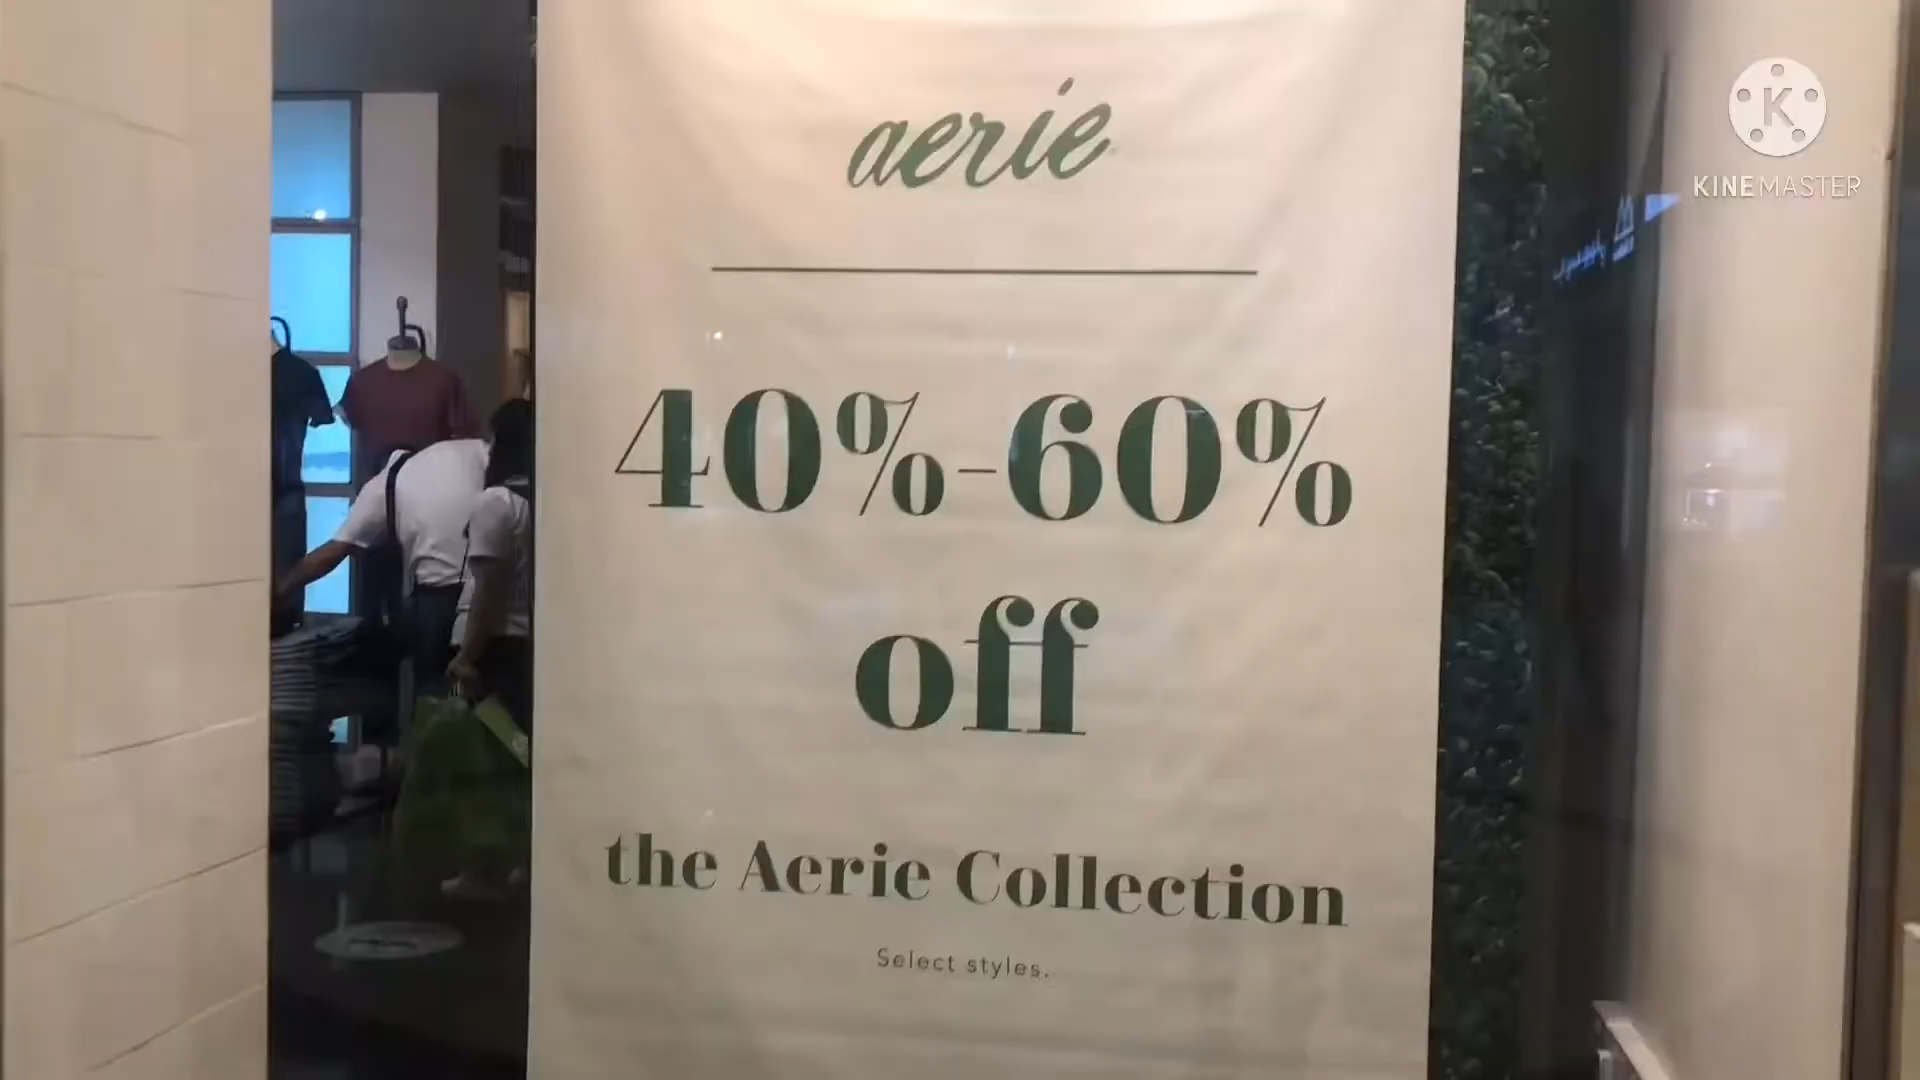 aerie
K
KINEMASTER
40%-60%
off
the Aerie Collection
Select styles.